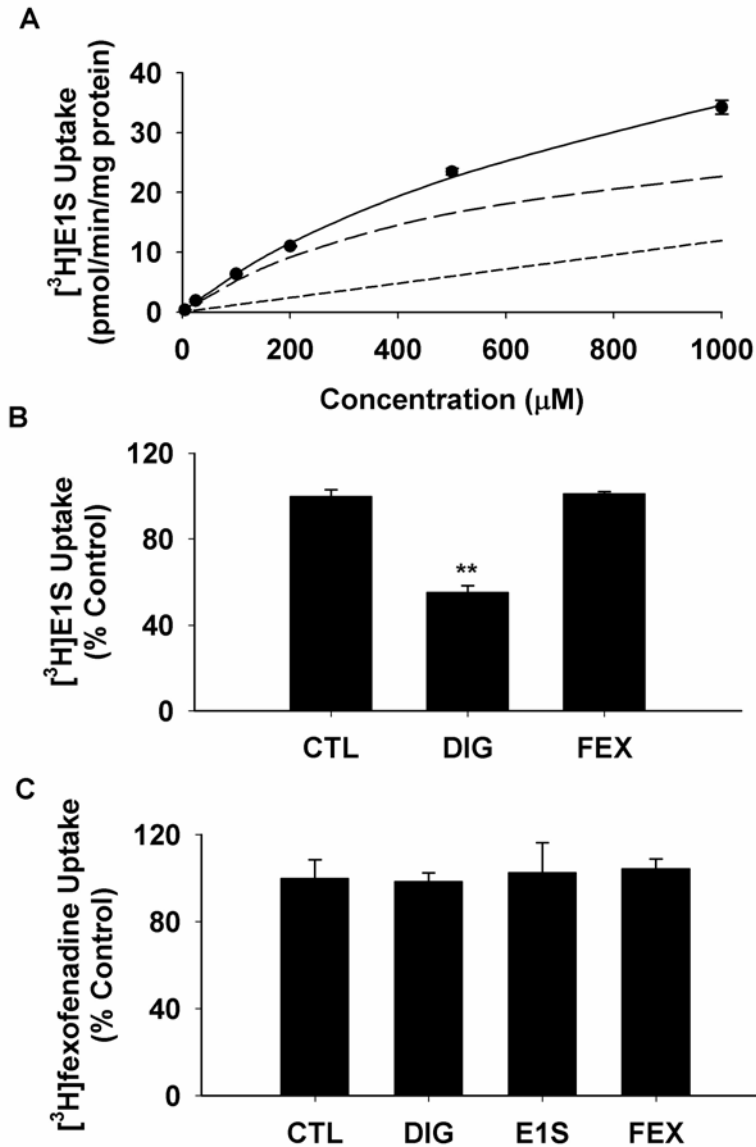 A
[³H]E1S Uptake
(pmol/min/mg protein)
40
30
20
10
0
0 200 400 600 800 1000
Concentration (μM)
B
[³H]E1S Uptake
(% Control)
120
80
40
0
**
CTL DIG FEX
C
[³H]fexofenadine Uptake
(% Control)
120
80
40
0
CTL DIG E1S FEX